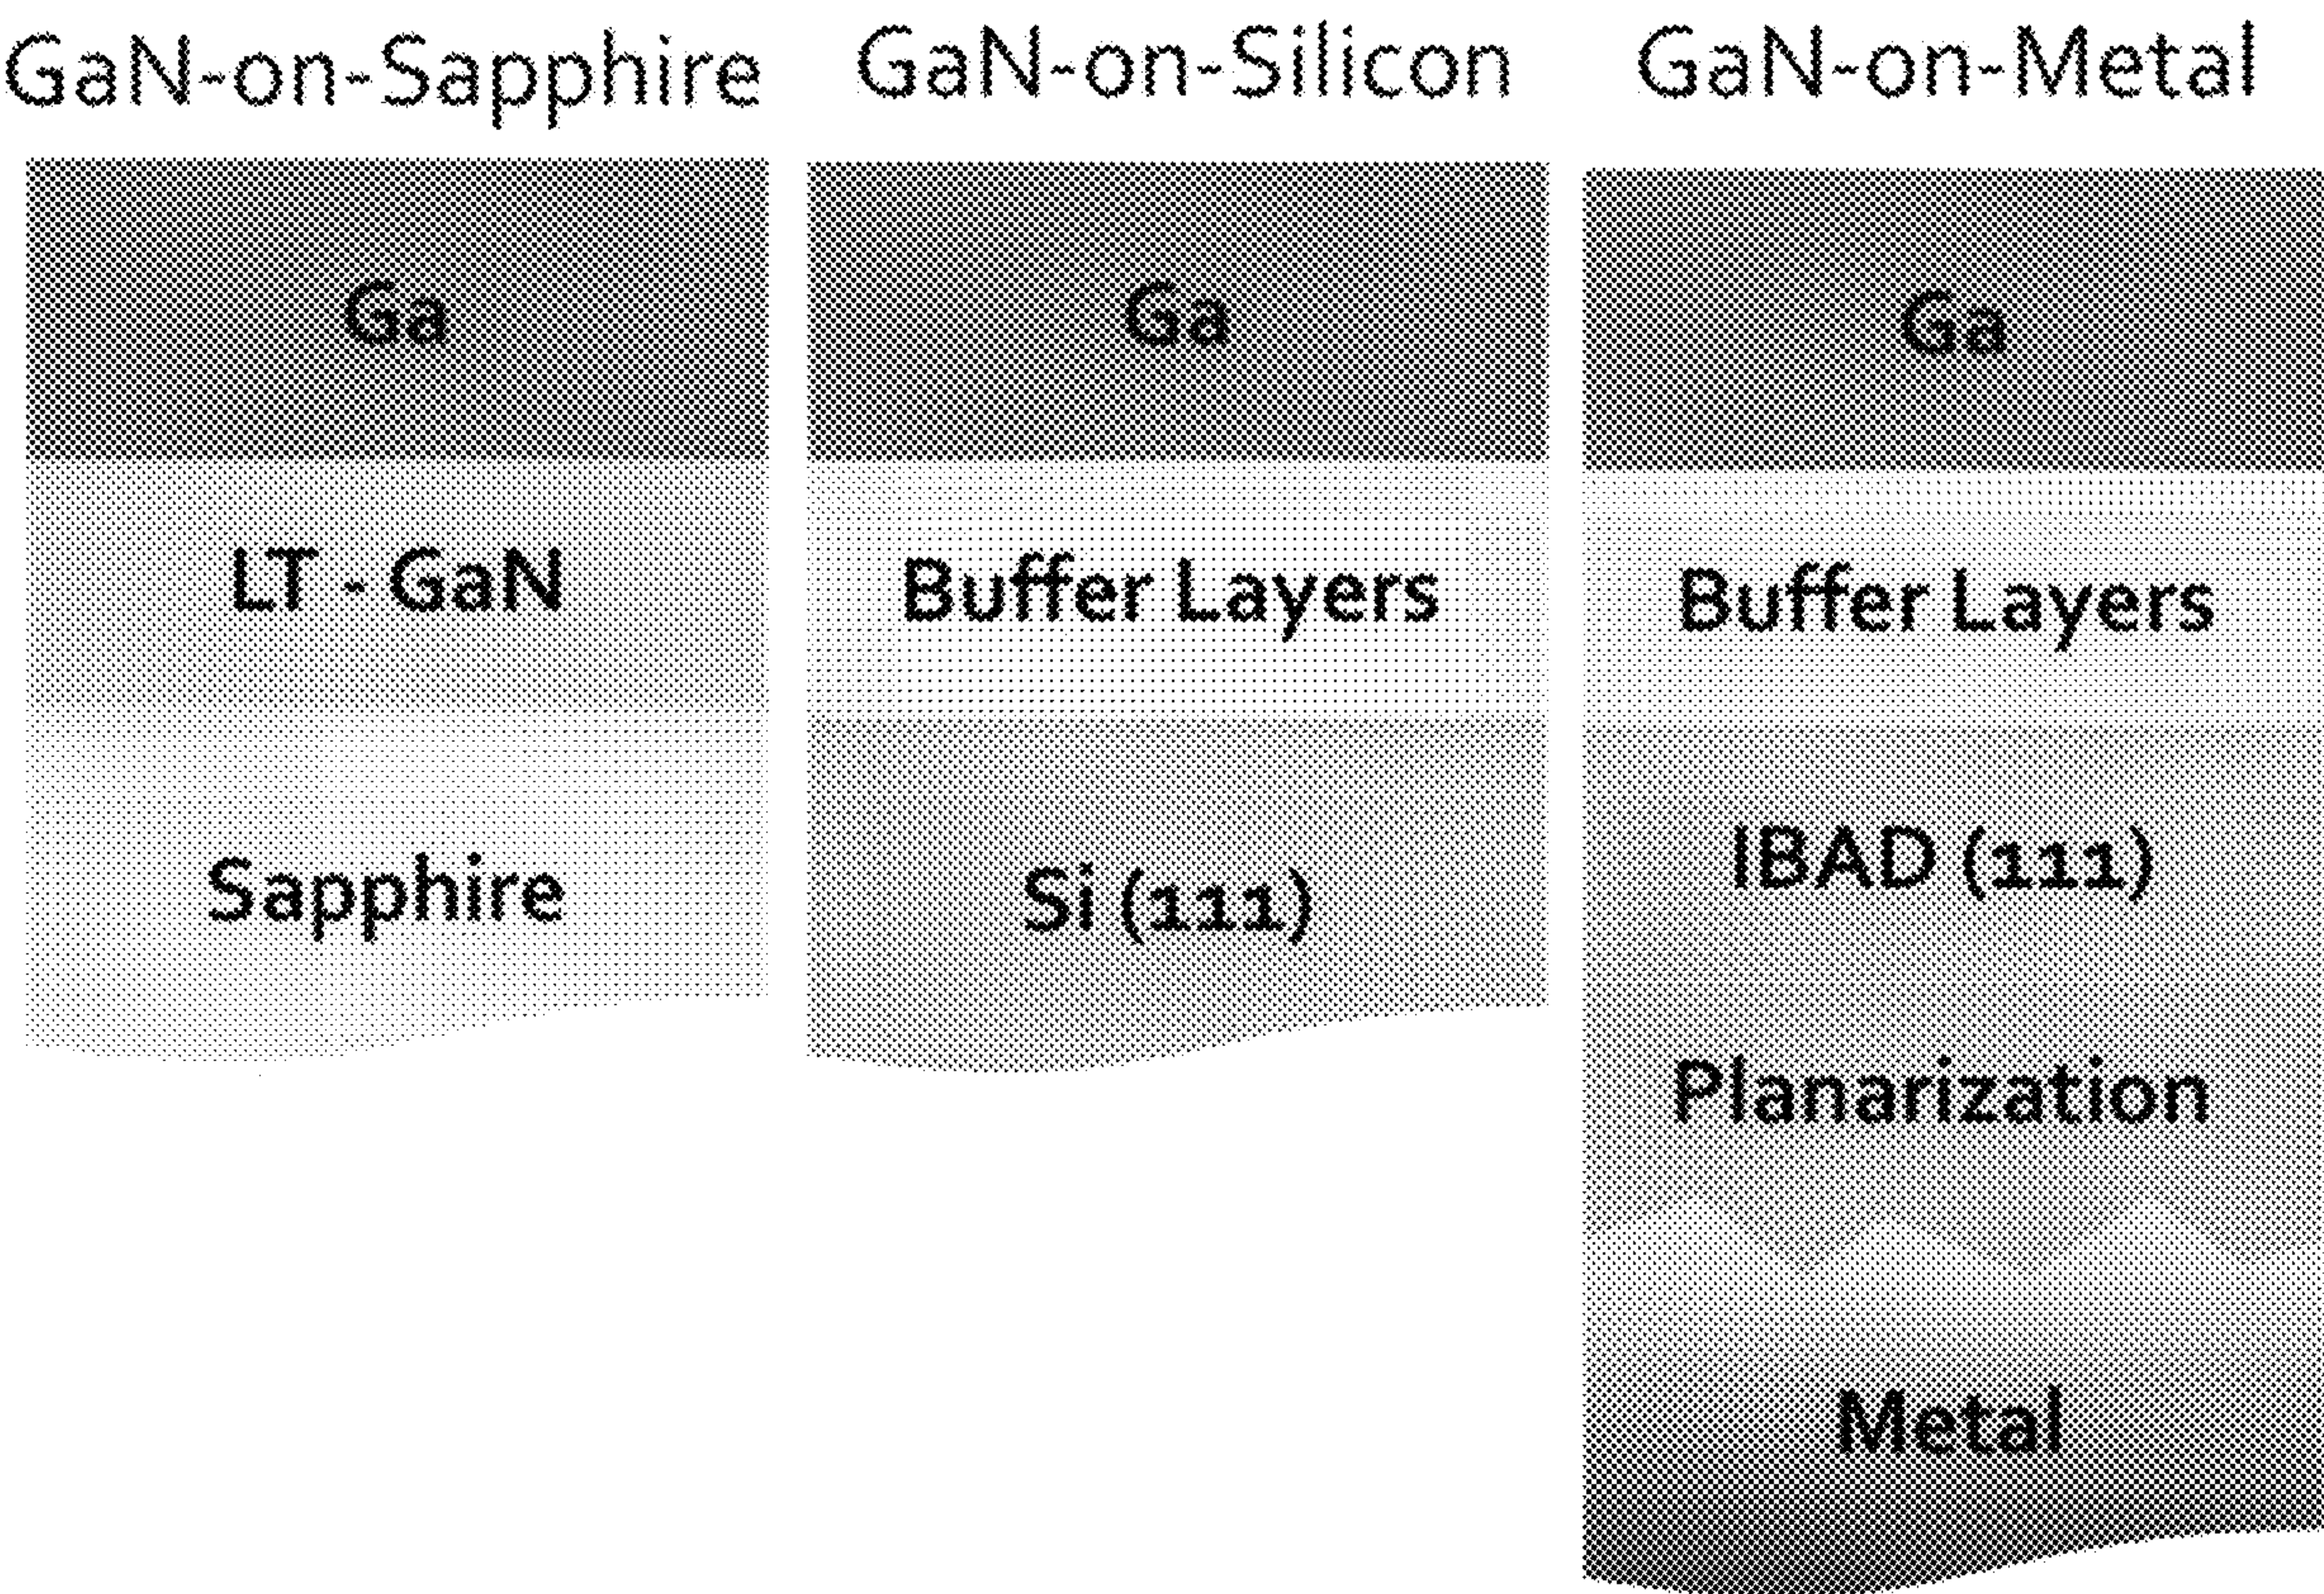 GaN-on-Sapphire
Ga
LT - GaN
Sapphire
GaN-on-Silicon
Ga
Buffer Layers
Si (111)
GaN-on-Metal
Ga
Buffer Layers
IBAD (111)
Planarization
Metal